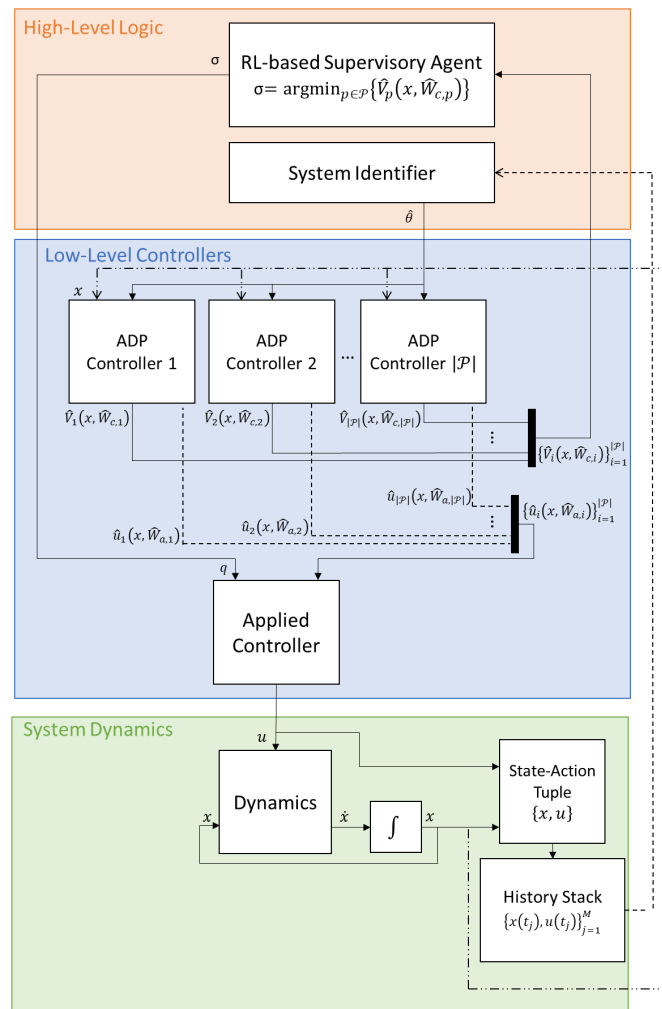 High-Level Logic
σ
RL-based Supervisory Agent
σ= argmin_{p∈𝒫}{V̂_p(x, Ŵ_{c,p})}
System Identifier
θ̂
Low-Level Controllers
x
ADP
Controller 1
ADP
Controller 2
...
ADP
Controller |𝒫|
V̂_1(x, Ŵ_{c,1})
V̂_2(x, Ŵ_{c,2})
V̂_{|𝒫|}(x, Ŵ_{c,|𝒫|})
⋮
{V̂_i(x, Ŵ_{c,i})}_{i=1}^{|𝒫|}
û_{|𝒫|}(x, Ŵ_{a,|𝒫|})
⋮
{û_i(x, Ŵ_{a,i})}_{i=1}^{|𝒫|}
û_1(x, Ŵ_{a,1})
û_2(x, Ŵ_{a,2})
q
Applied
Controller
System Dynamics
u
Dynamics
x
ẋ
∫
x
State-Action
Tuple
{x, u}
History Stack
{x(t_j), u(t_j)}_{j=1}^{M}